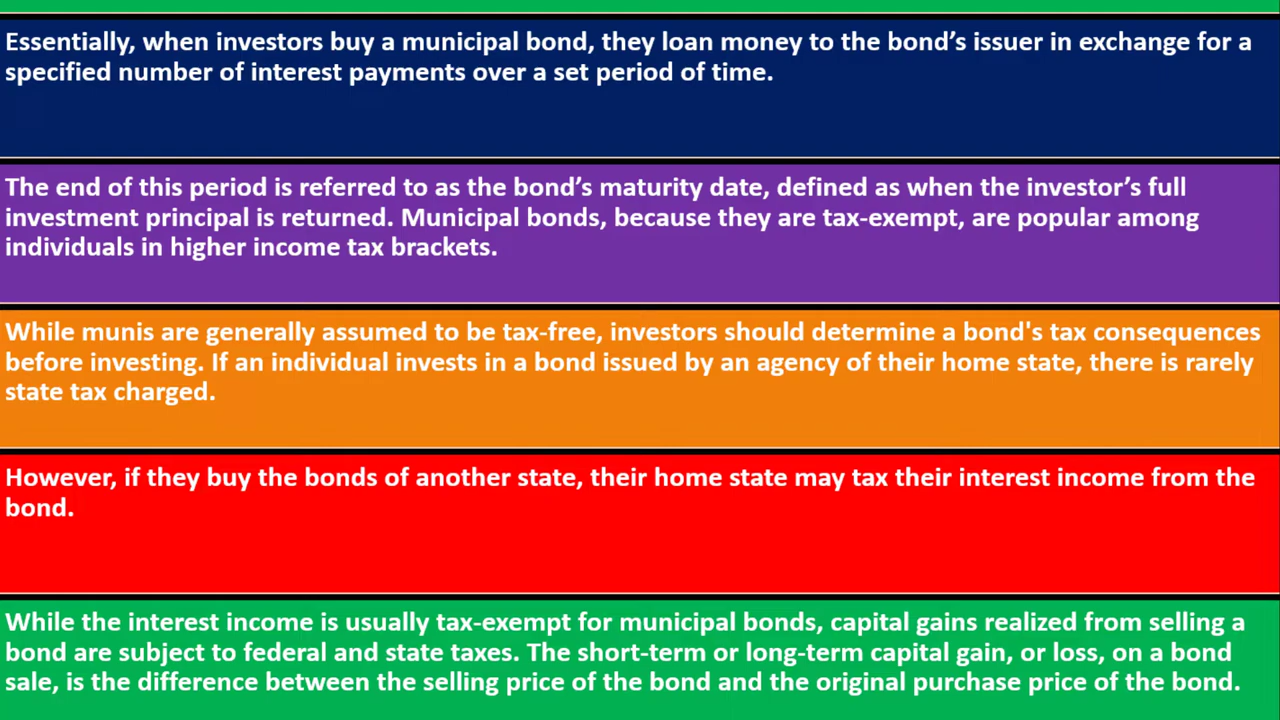 Essentially, when investors buy a municipal bond, they loan money to the bond’s issuer in exchange for a
specified number of interest payments over a set period of time.
The end of this period is referred to as the bond’s maturity date, defined as when the investor’s full
investment principal is returned. Municipal bonds, because they are tax-exempt, are popular among
individuals in higher income tax brackets.
While munis are generally assumed to be tax-free, investors should determine a bond's tax consequences
before investing. If an individual invests in a bond issued by an agency of their home state, there is rarely
state tax charged.
However, if they buy the bonds of another state, their home state may tax their interest income from the
bond.
While the interest income is usually tax-exempt for municipal bonds, capital gains realized from selling a
bond are subject to federal and state taxes. The short-term or long-term capital gain, or loss, on a bond
sale, is the difference between the selling price of the bond and the original purchase price of the bond.